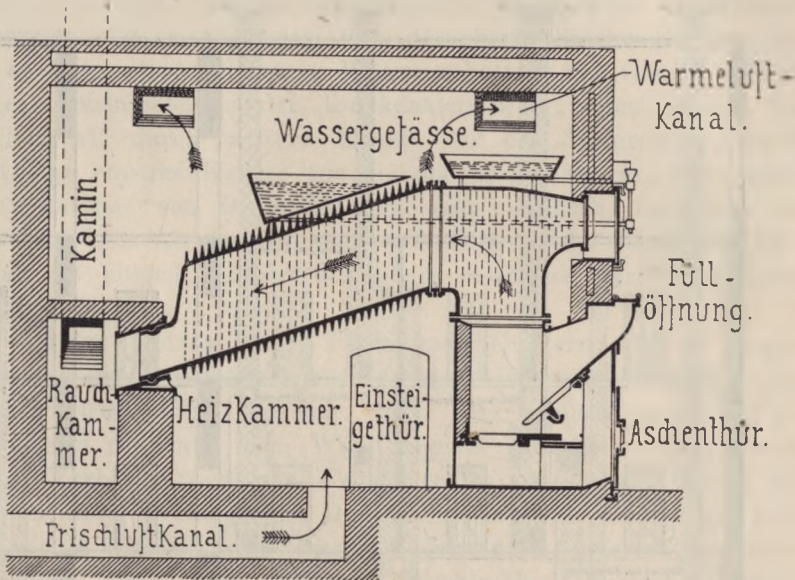 Warmeluft-
Kanal.
Wassergefässe.
Kamin.
Füll-
öffnung.
Rauch
Kam-
mer.
HeizKammer.
Einstei-
gethür.
Aschenthür.
FrischluftKanal.